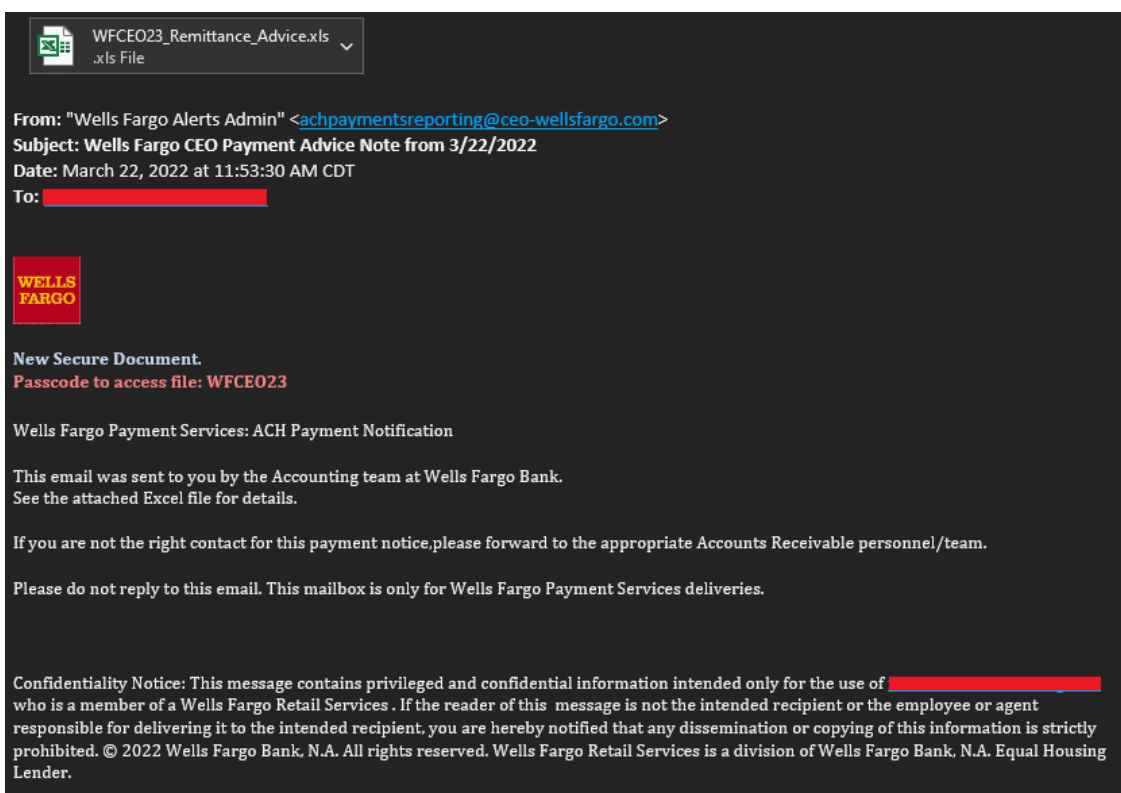 WFCEO23_Remittance_Advice.xls
.xls File
From: "Wells Fargo Alerts Admin" <achpaymentsreporting@ceo-wellsfargo.com>
Subject: Wells Fargo CEO Payment Advice Note from 3/22/2022
Date: March 22, 2022 at 11:53:30 AM CDT
To:
WELLS
FARGO
New Secure Document.
Passcode to access file: WFCEO23
Wells Fargo Payment Services: ACH Payment Notification
This email was sent to you by the Accounting team at Wells Fargo Bank.
See the attached Excel file for details.
If you are not the right contact for this payment notice,please forward to the appropriate Accounts Receivable personnel/team.
Please do not reply to this email. This mailbox is only for Wells Fargo Payment Services deliveries.
Confidentiality Notice: This message contains privileged and confidential information intended only for the use of
who is a member of a Wells Fargo Retail Services . If the reader of this message is not the intended recipient or the employee or agent
responsible for delivering it to the intended recipient, you are hereby notified that any dissemination or copying of this information is strictly
prohibited. © 2022 Wells Fargo Bank, N.A. All rights reserved. Wells Fargo Retail Services is a division of Wells Fargo Bank, N.A. Equal Housing
Lender.